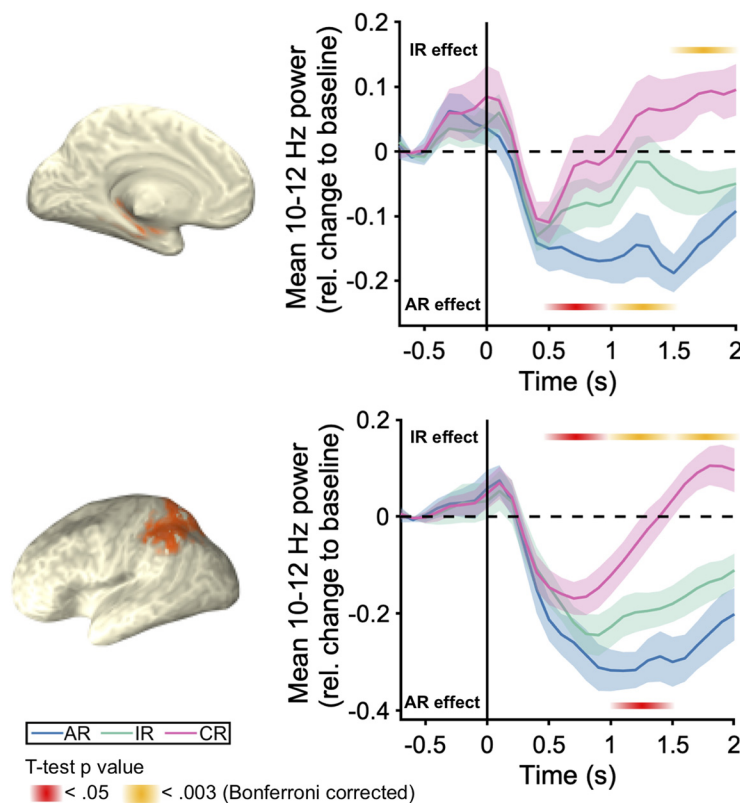 Mean 10-12 Hz power
(rel. change to baseline)
0.2
0.1
0
-0.1
-0.2
IR effect
AR effect
-0.5
0
0.5
1
1.5
2
Time (s)
Mean 10-12 Hz power
(rel. change to baseline)
0.2
0
-0.2
-0.4
IR effect
AR effect
-0.5
0
0.5
1
1.5
2
Time (s)
AR IR CR
T-test p value
< .05 < .003 (Bonferroni corrected)